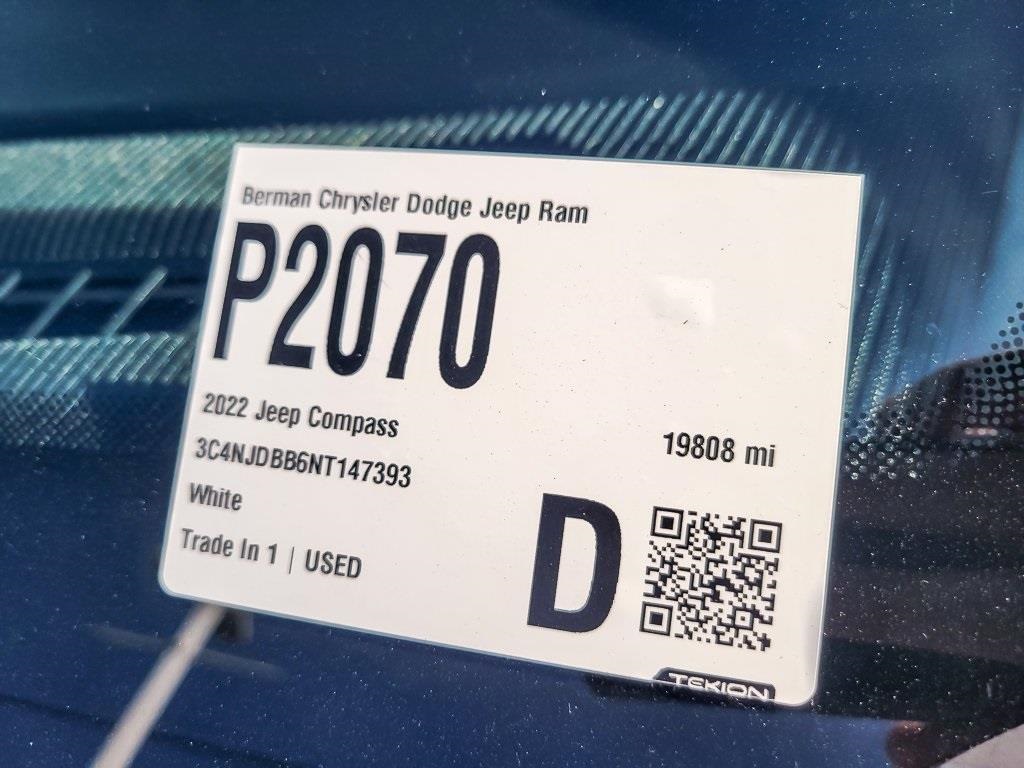 Berman Chrysler Dodge Jeep Ram
P2070
2022 Jeep Compass
19808 mi
3C4NJDBB6NT147393
White
Trade In 1 | USED
D
TEKION